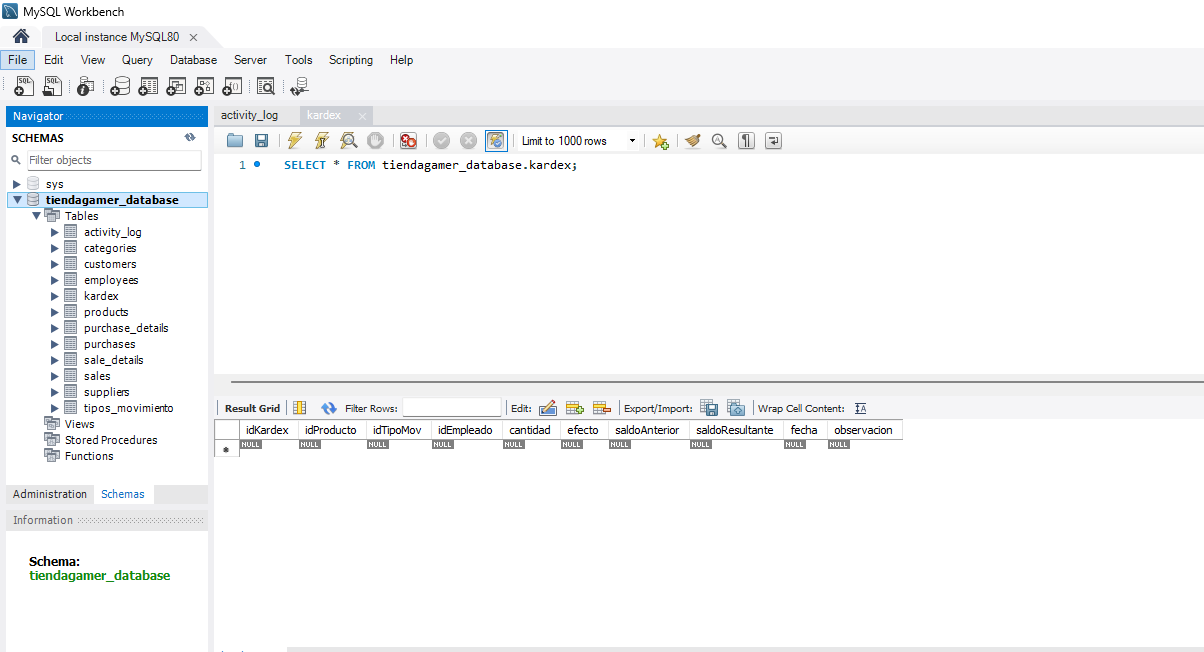 MySQL Workbench
Local instance MySQL80
File Edit View Query Database Server Tools Scripting Help
Navigator
SCHEMAS
Filter objects
sys
tiendagamer_database
Tables
activity_log
categories
customers
employees
kardex
products
purchase_details
purchases
sale_details
sales
suppliers
tipos_movimiento
Views
Stored Procedures
Functions
Administration Schemas
Information
Schema:
tiendagamer_database
activity_log kardex
Limit to 1000 rows
1 SELECT * FROM tiendagamer_database.kardex;
Result Grid Filter Rows: Edit: Export/Import: Wrap Cell Content:
idKardex idProducto idTipoMov idEmpleado cantidad efecto saldoAnterior saldoResultante fecha observacion
NULL NULL NULL NULL NULL NULL NULL NULL NULL NULL